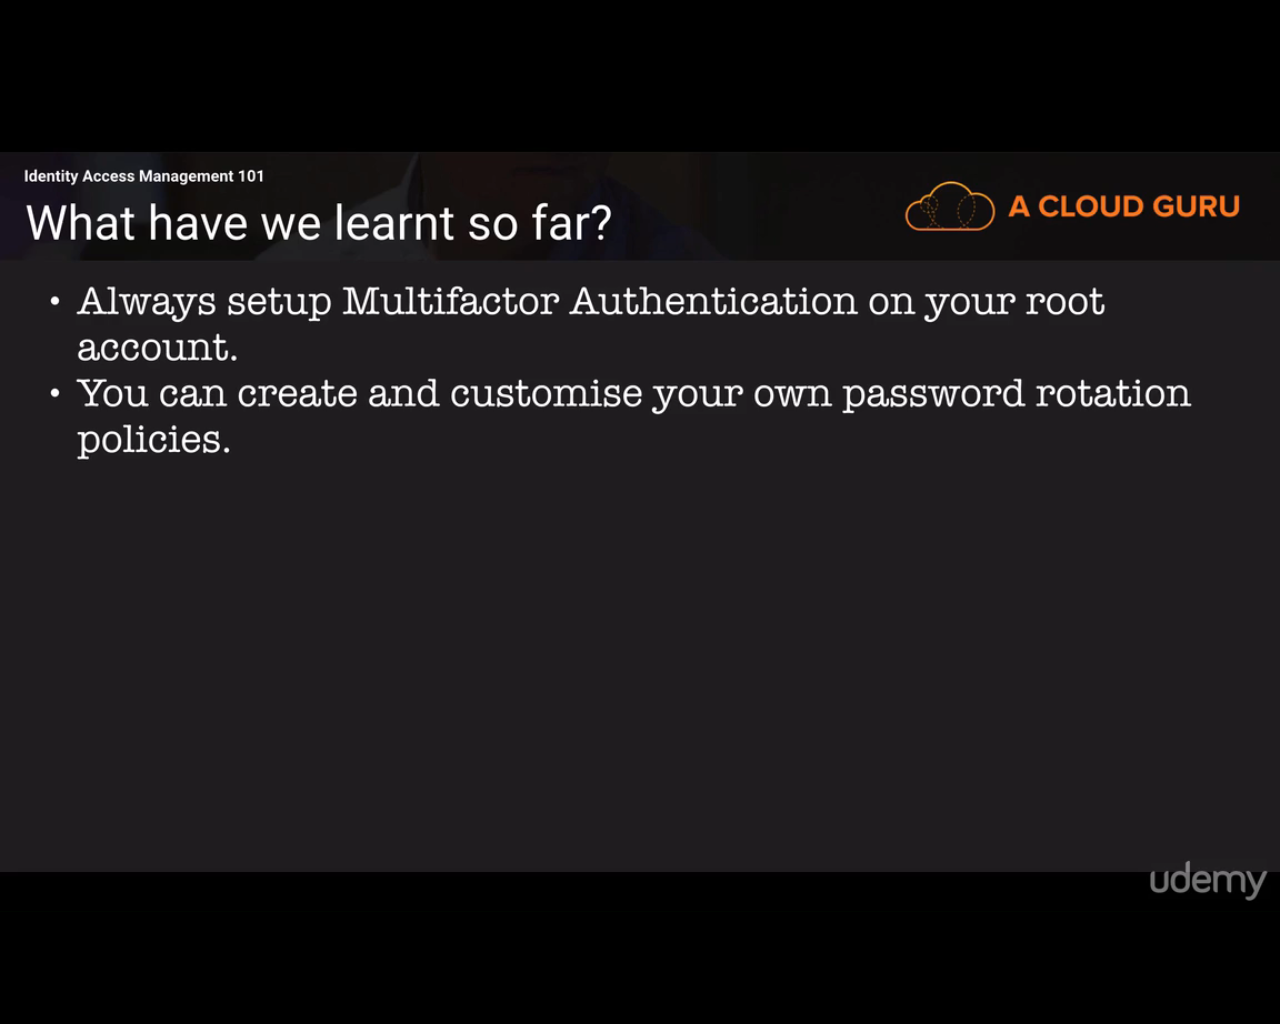 Identity Access Management 101
What have we learnt so far?
A CLOUD GURU
• Always setup Multifactor Authentication on your root
account.
• You can create and customise your own password rotation
policies.
udemy